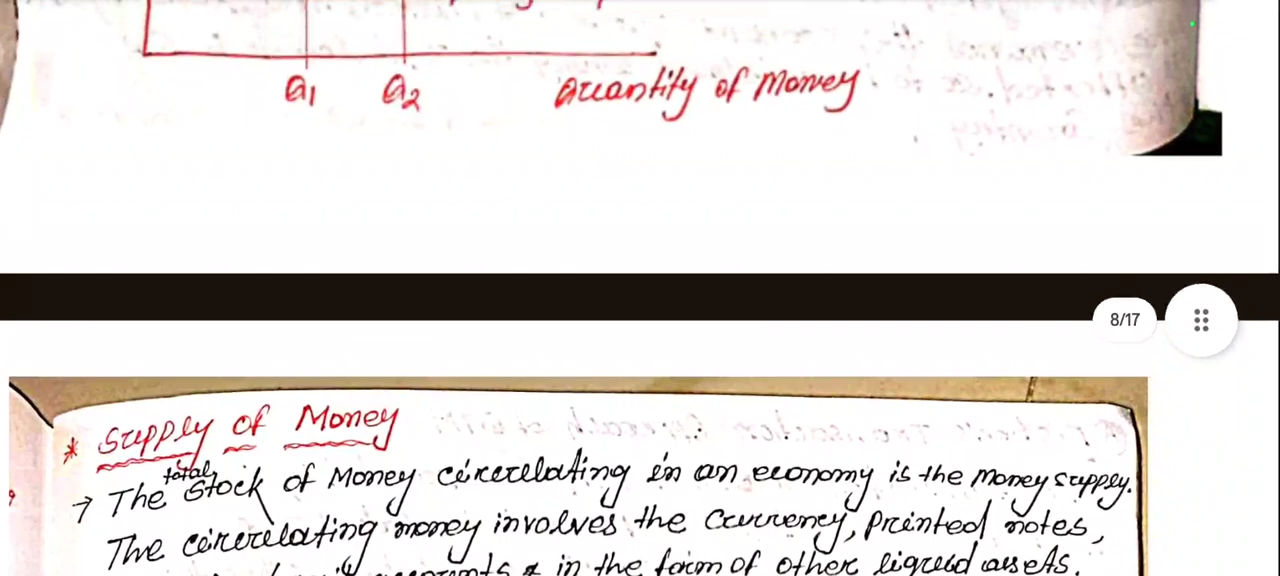 Q1 Q2 Quantity of Money
8/17
* Supply of Money
→ The total stock of Money circulating in an economy is the money supply.
The circulating money involves the currency, printed notes,
in the form of other liquid assets.